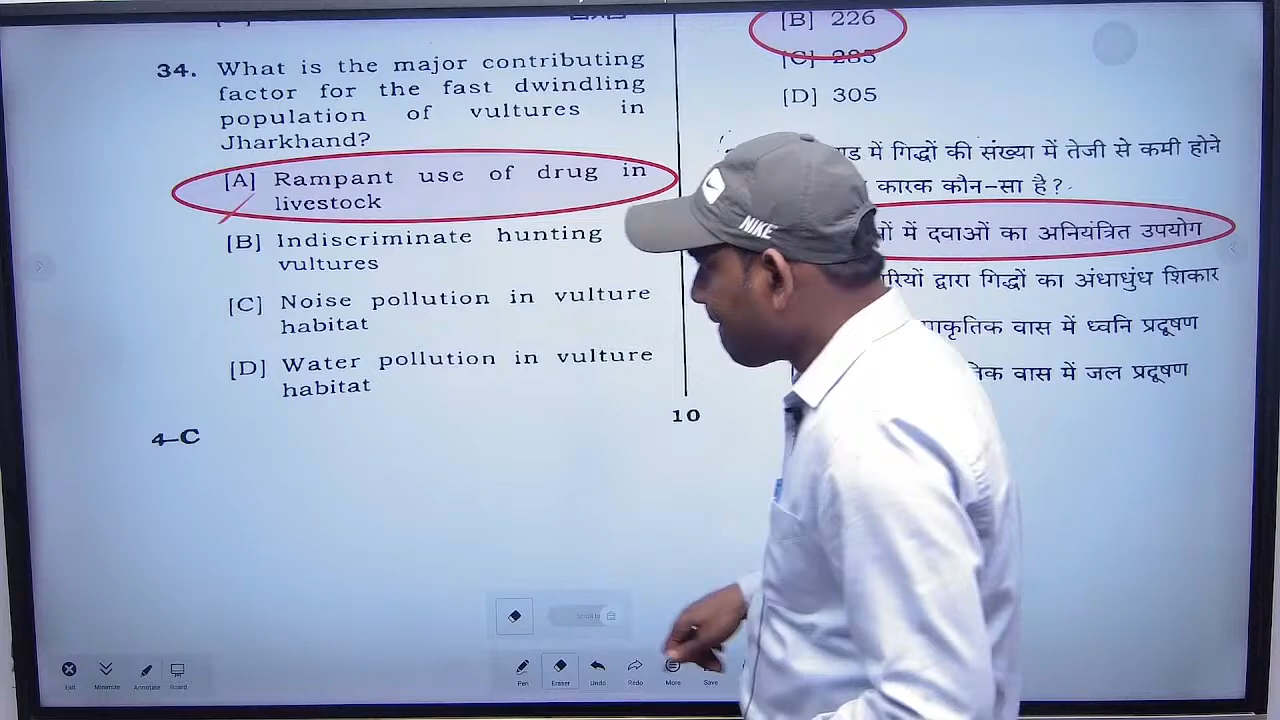 34. What is the major contributing
factor for the fast dwindling
population of vultures in
Jharkhand?
[A] Rampant use of drug in
livestock
[B] Indiscriminate hunting
vultures
[C] Noise pollution in vulture
habitat
[D] Water pollution in vulture
habitat
4-C
10
[B] 226
[C] 285
[D] 305
में गिद्धों की संख्या में तेजी से कमी होने
कारक कौन-सा है?
में दवाओं का अनियंत्रित उपयोग
द्वारा गिद्धों का अंधाधुंध शिकार
वास में ध्वनि प्रदूषण
वास में जल प्रदूषण
NIKE
Scroll to
Exit
Minimize
Annotate
Board
Pen
Eraser
Undo
Redo
More
Save